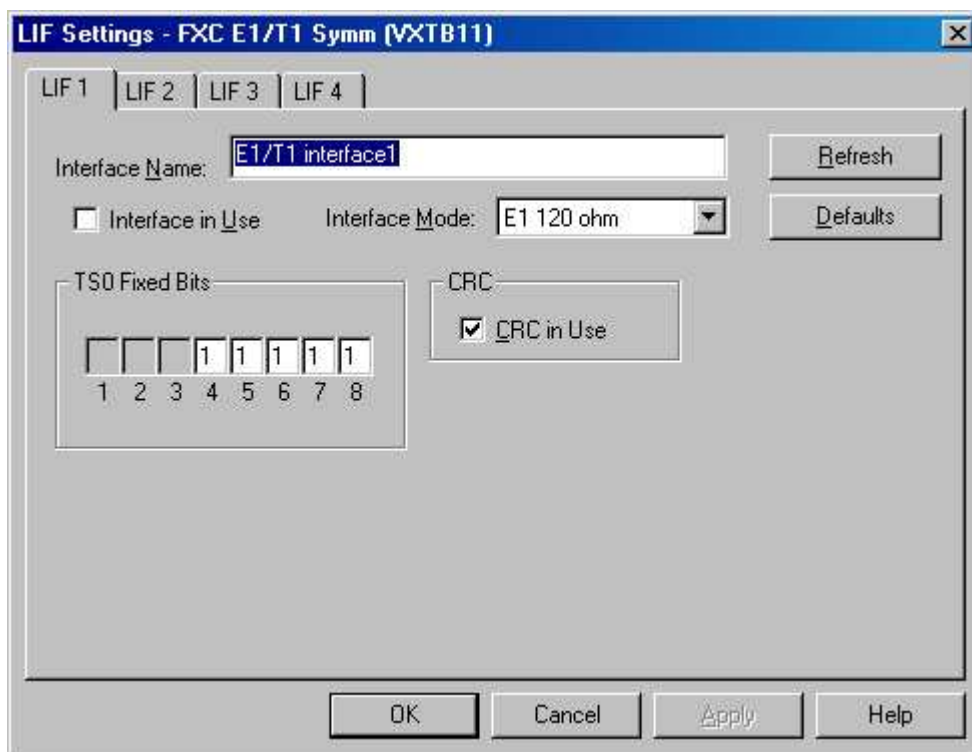 LIF Settings - FXC E1/T1 Symm (VXTB11)
LIF 1 LIF 2 LIF 3 LIF 4
Interface Name: E1/T1 interface1 Refresh
Interface in Use Interface Mode: E1 120 ohm Defaults
TS0 Fixed Bits CRC
CRC in Use
1 1 1 1 1
1 2 3 4 5 6 7 8
OK Cancel Apply Help